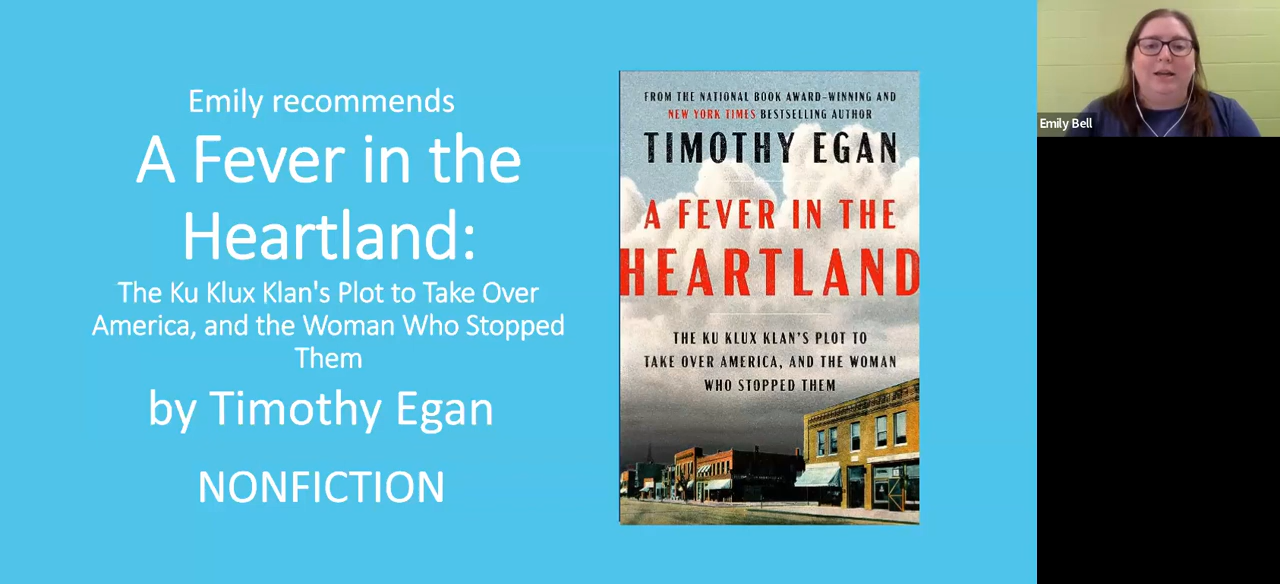 Emily recommends
A Fever in the
Heartland:
The Ku Klux Klan's Plot to Take Over
America, and the Woman Who Stopped
Them
by Timothy Egan
NONFICTION
FROM THE NATIONAL BOOK AWARD–WINNING AND
NEW YORK TIMES BESTSELLING AUTHOR
TIMOTHY EGAN
A FEVER IN THE
HEARTLAND
THE KU KLUX KLAN'S PLOT TO
TAKE OVER AMERICA, AND THE WOMAN
WHO STOPPED THEM
Emily Bell